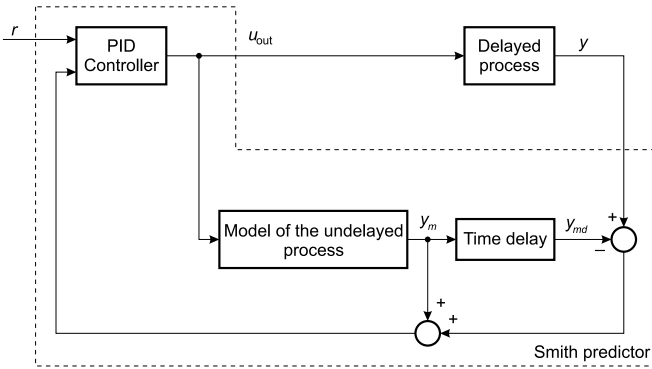 r
PID
Controller
u_out
Delayed
process
y
Model of the undelayed
process
y_m
Time delay
y_md
+
−
+
+
Smith predictor